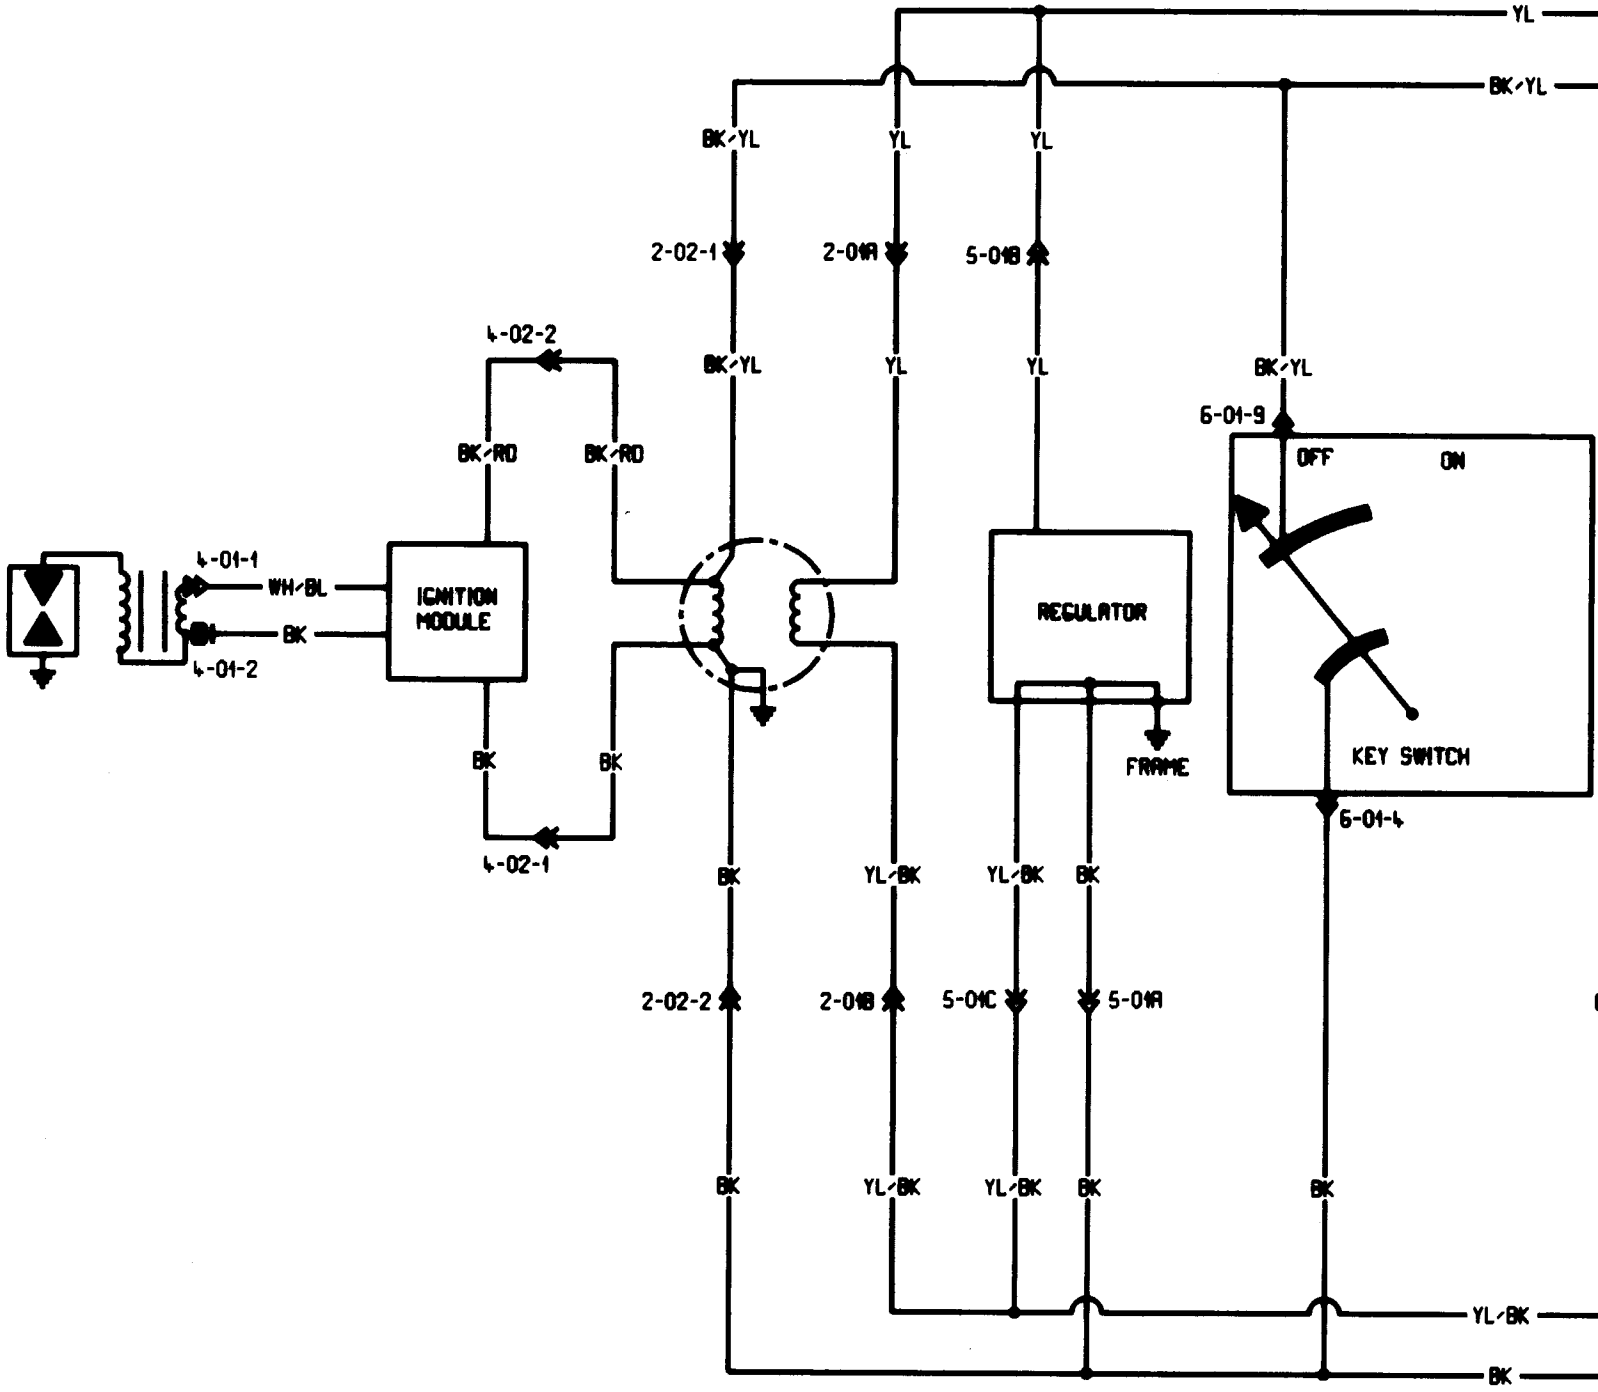 YL
BK/YL
BK/YL
YL
YL
2-02-1
2-01A
5-01B
4-02-2
BK/YL
YL
YL
BK/YL
6-01-9
BK/RD
BK/RD
OFF
ON
4-01-1
WH/BL
IGNITION
MODULE
REGULATOR
BK
4-01-2
BK
BK
FRAME
KEY SWITCH
6-01-4
4-02-1
BK
YL/BK
YL/BK
BK
2-02-2
2-01B
5-01C
5-01A
BK
YL/BK
YL/BK
BK
BK
YL/BK
BK